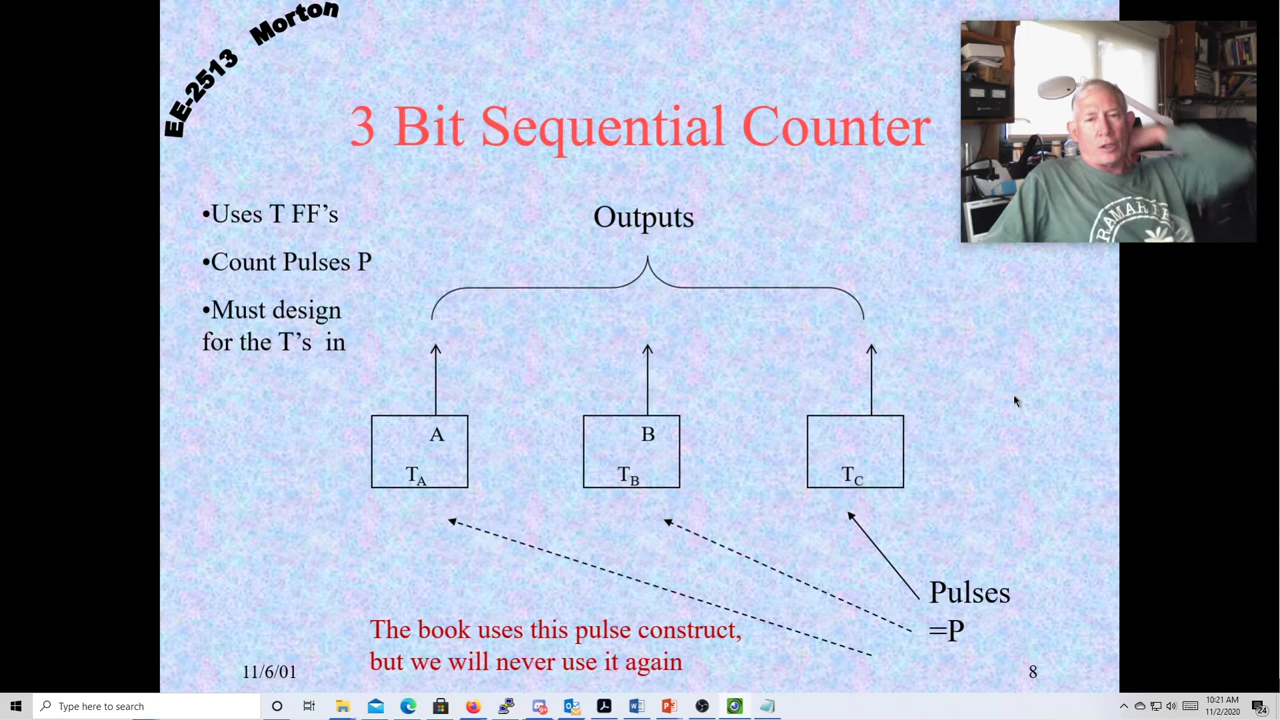 EE-2513 Morton
3 Bit Sequential Counter
•Uses T FF’s
•Count Pulses P
•Must design
for the T’s in
Outputs
A
B
TA
TB
TC
Pulses
=P
The book uses this pulse construct,
but we will never use it again
11/6/01
8
Type here to search
10:21 AM
11/2/2020
24